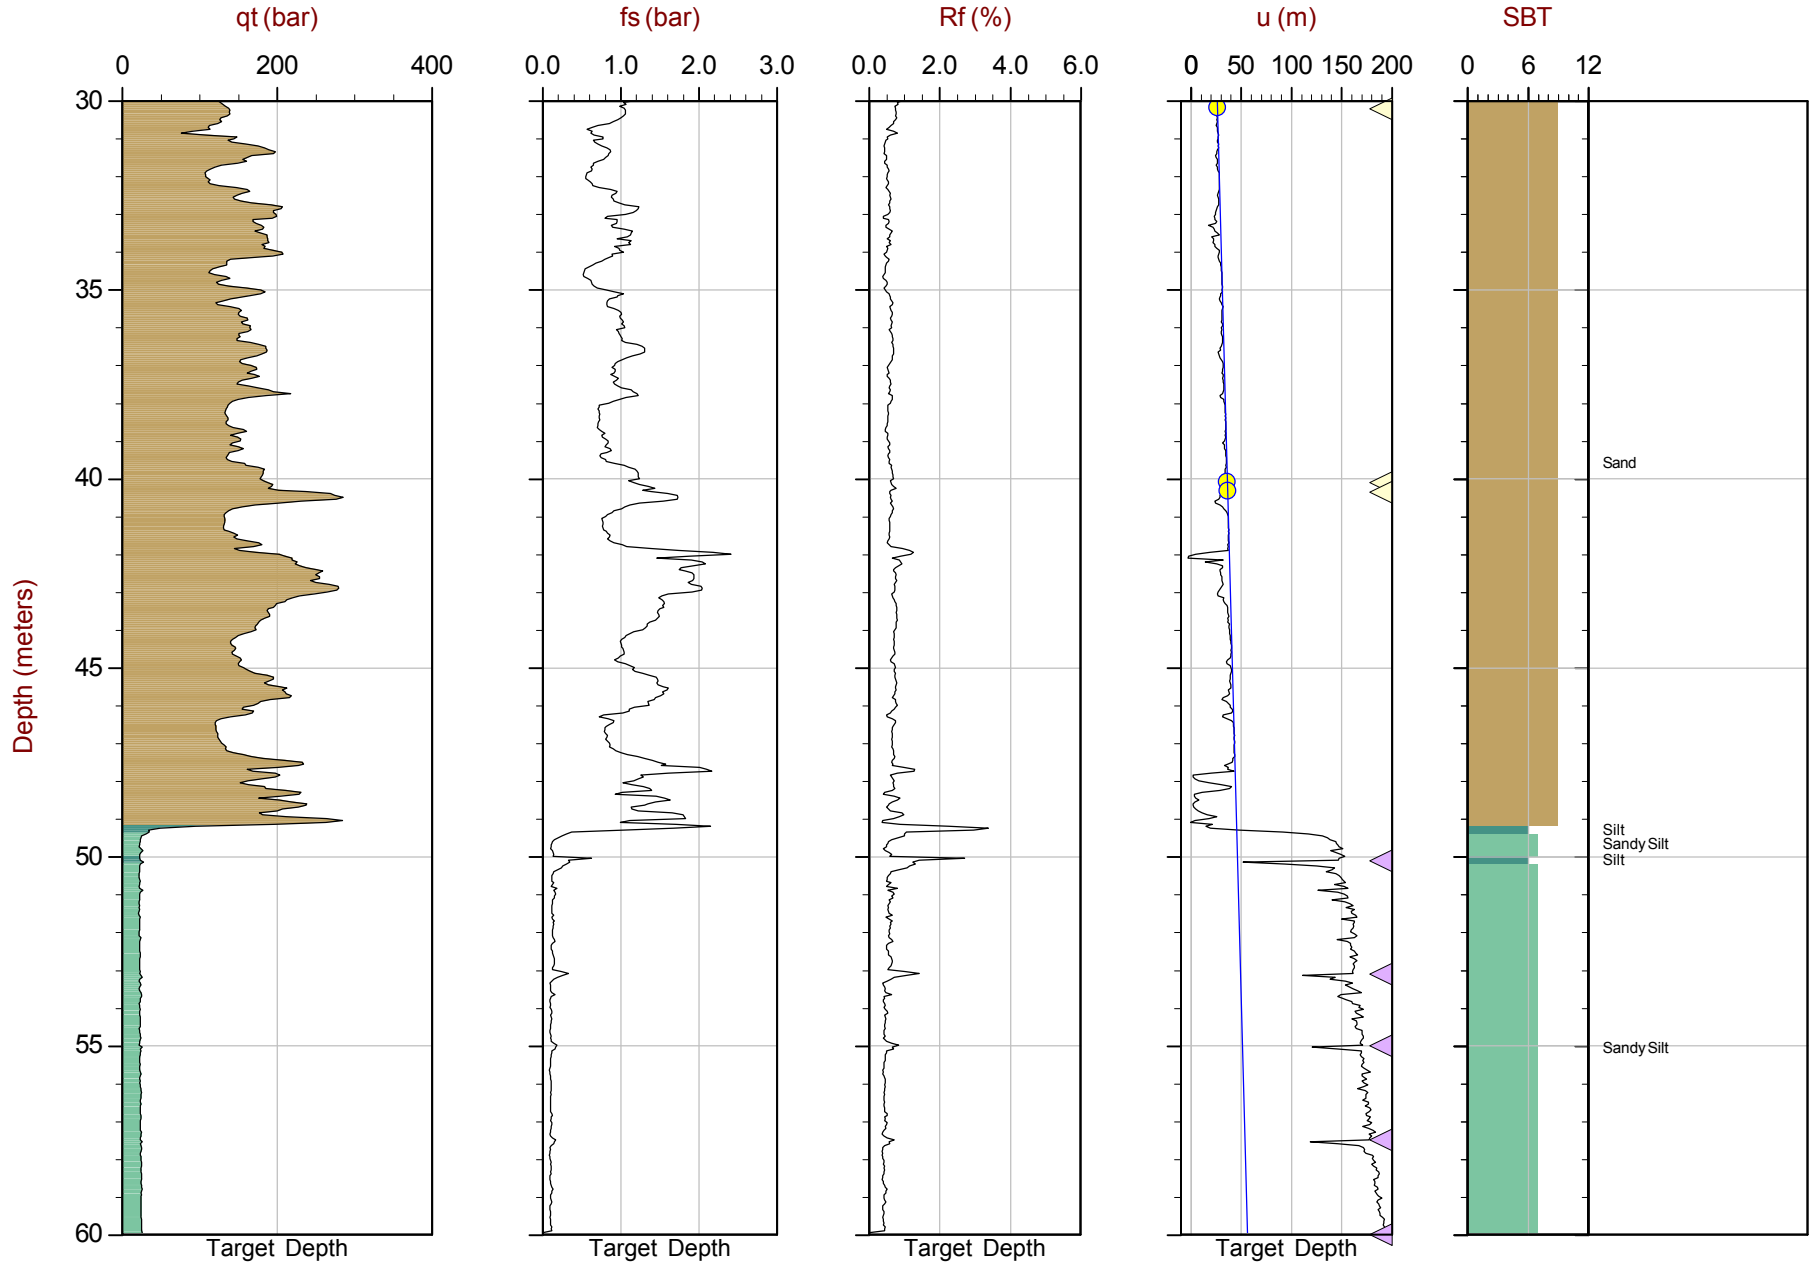 qt (bar) fs (bar) Rf (%) u (m) SBT
0 200 400 0.0 1.0 2.0 3.0 0.0 2.0 4.0 6.0 0 50 100 150 200 0 6 12
30
35
40
45
50
55
60
Depth (meters)
Sand
Silt
Sandy Silt
Silt
Sandy Silt
Target Depth Target Depth Target Depth Target Depth